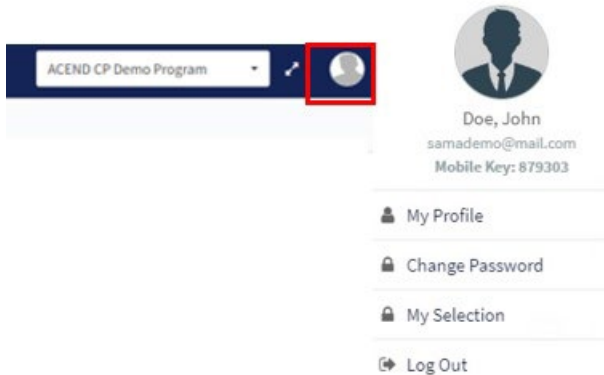 ACEND CP Demo Program
Doe, John
samademo@mail.com
Mobile Key: 879303
My Profile
Change Password
My Selection
Log Out